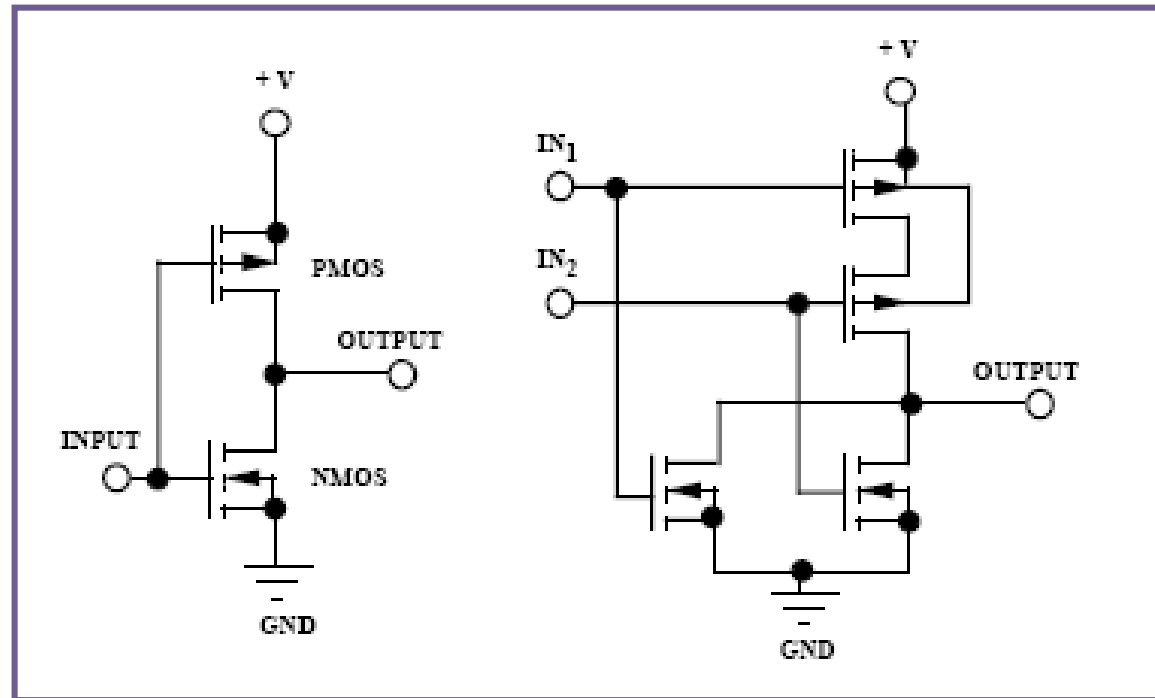 + V
PMOS
OUTPUT
INPUT
NMOS
GND
+ V
IN1
IN2
OUTPUT
GND